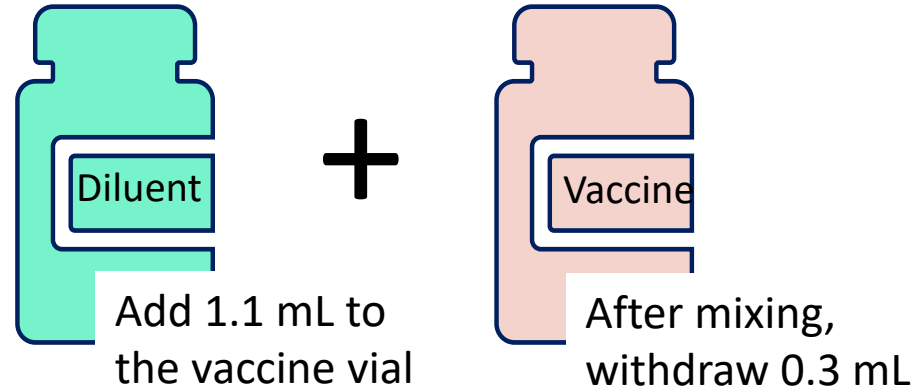 Diluent
+
Vaccine
Add 1.1 mL to
the vaccine vial
After mixing,
withdraw 0.3 mL